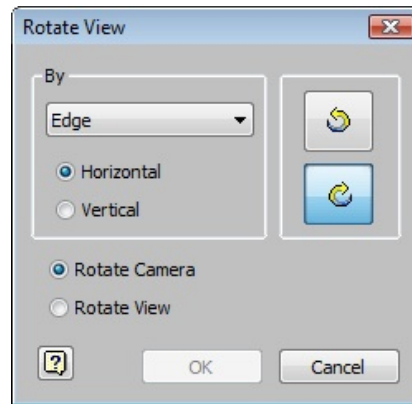 Rotate View
By
Edge
Horizontal
Vertical
Rotate Camera
Rotate View
?
OK
Cancel